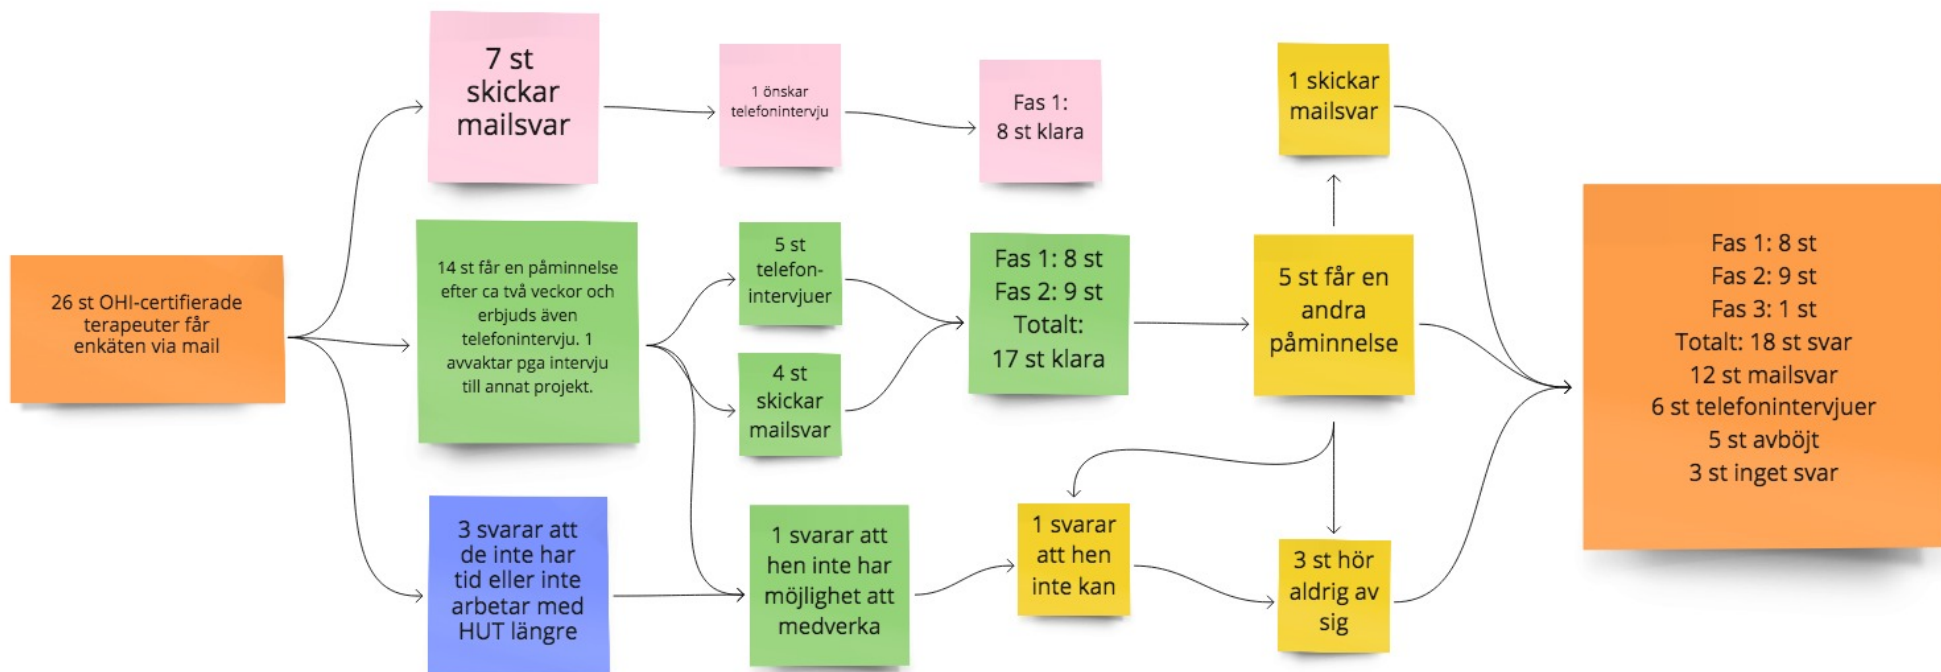 26 st OHI-certifierade
terapeuter får
enkäten via mail
7 st
skickar
mailsvar
1 önskar
telefonintervju
Fas 1:
8 st klara
14 st får en påminnelse
efter ca två veckor och
erbjuds även
telefonintervju. 1
avvaktar pga intervju
till annat projekt.
5 st
telefon-
intervjuer
4 st
skickar
mailsvar
Fas 1: 8 st
Fas 2: 9 st
Totalt:
17 st klara
3 svarar att
de inte har
tid eller inte
arbetar med
HUT längre
1 svarar att
hen inte har
möjlighet att
medverka
1 skickar
mailsvar
5 st får en
andra
påminnelse
1 svarar
att hen
inte kan
3 st hör
aldrig av
sig
Fas 1: 8 st
Fas 2: 9 st
Fas 3: 1 st
Totalt: 18 st svar
12 st mailsvar
6 st telefonintervjuer
5 st avböjt
3 st inget svar